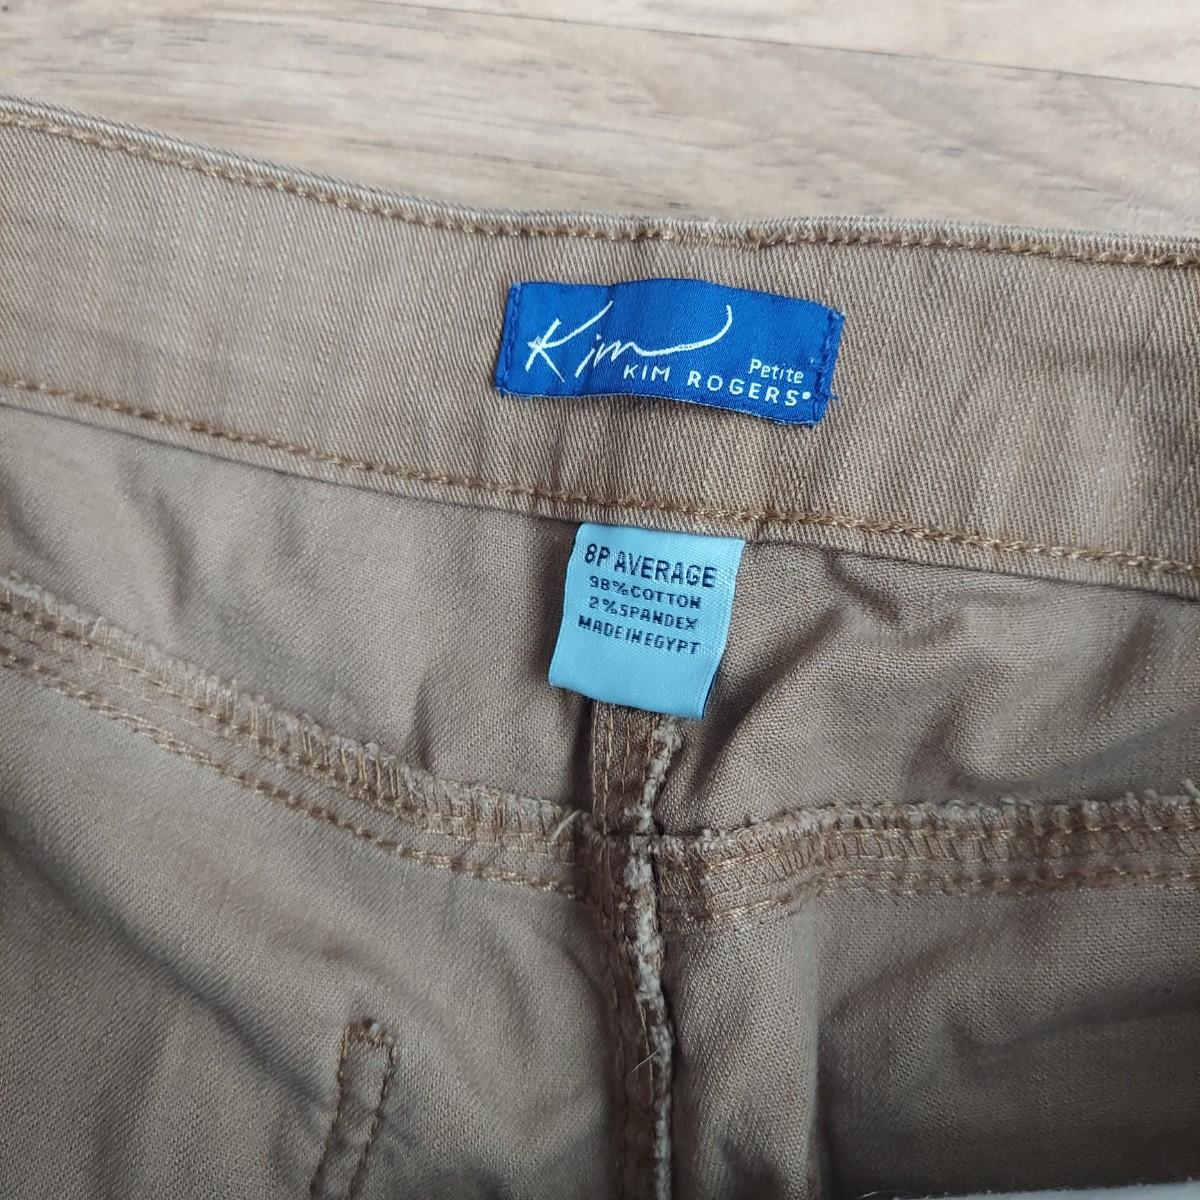 Kim
Petite
KIM ROGERS®
8P AVERAGE
98%COTTON
2%SPANDEX
MADEINEGYPT